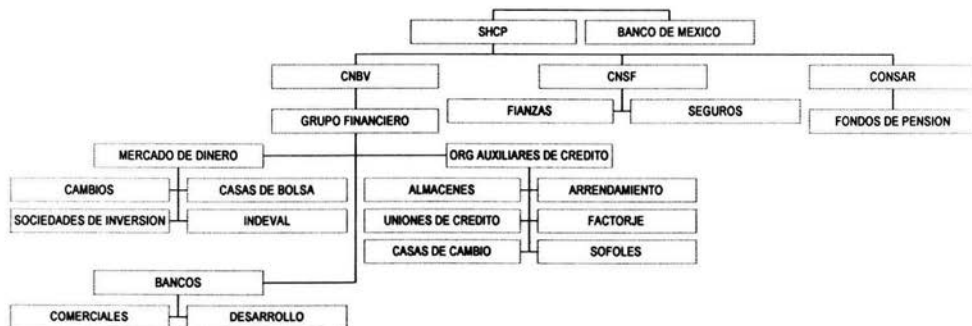 SHCP
BANCO DE MEXICO
CNBV
CNSF
CONSAR
GRUPO FINANCIERO
FIANZAS
SEGUROS
FONDOS DE PENSION
MERCADO DE DINERO
ORG AUXILIARES DE CREDITO
CAMBIOS
CASAS DE BOLSA
ALMACENES
ARRENDAMIENTO
SOCIEDADES DE INVERSION
INDEVAL
UNIONES DE CREDITO
FACTORJE
CASAS DE CAMBIO
SOFOLES
BANCOS
COMERCIALES
DESARROLLO